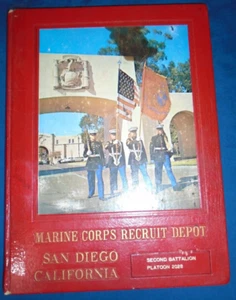 MARINE CORPS RECRUIT DEPOT
SAN DIEGO
CALIFORNIA
SECOND BATTALION
PLATOON